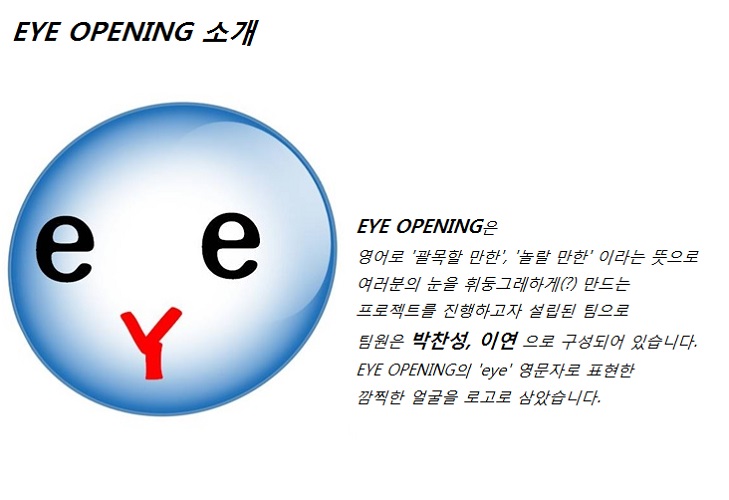 EYE OPENING 소개
e e
Y
EYE OPENING은
영어로 '괄목할 만한', '놀랄 만한' 이라는 뜻으로
여러분의 눈을 휘둥그레하게(?) 만드는
프로젝트를 진행하고자 설립된 팀으로
팀원은 박찬성, 이연 으로 구성되어 있습니다.
EYE OPENING의 'eye' 영문자로 표현한
깜찍한 얼굴을 로고로 삼았습니다.